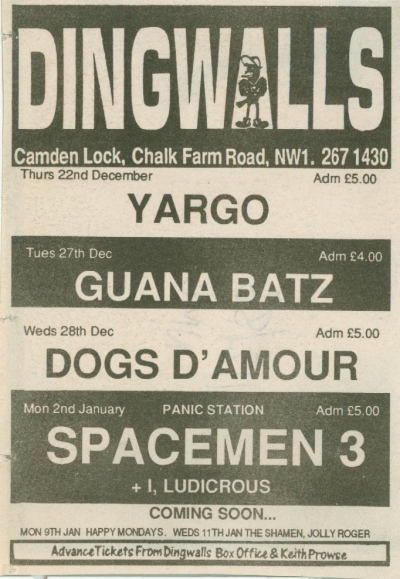 DINGWALLS
Camden Lock, Chalk Farm Road, NW1. 267 1430
Thurs 22nd December Adm £5.00
YARGO
Tues 27th Dec Adm £4.00
GUANA BATZ
Weds 28th Dec Adm £5.00
DOGS D'AMOUR
Mon 2nd January PANIC STATION Adm £5.00
SPACEMEN 3
+ I, LUDICROUS
COMING SOON...
MON 9TH JAN HAPPY MONDAYS. WEDS 11TH JAN THE SHAMEN, JOLLY ROGER
Advance Tickets From Dingwalls Box Office & Keith Prowse